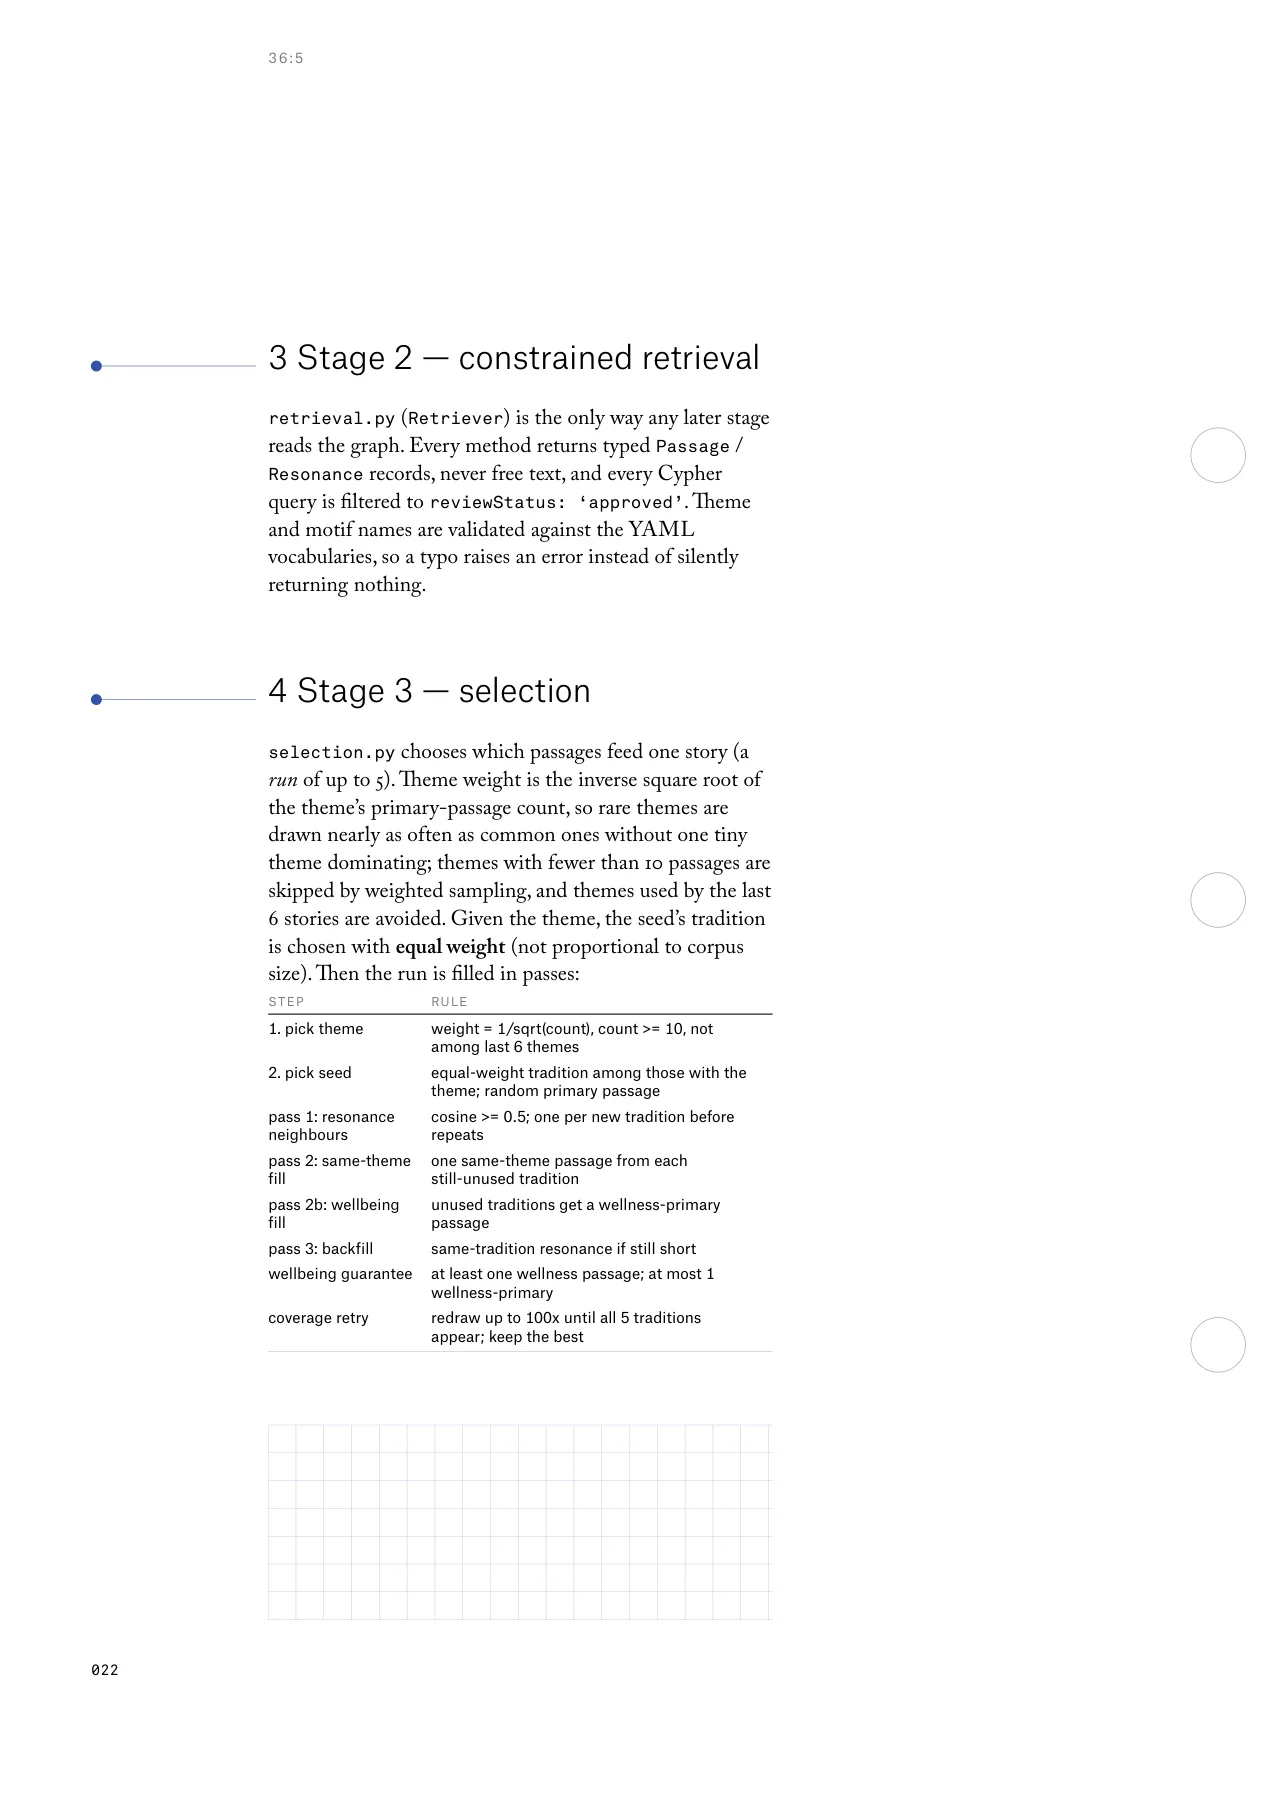 36:5
3 Stage 2 — constrained retrieval
retrieval.py (Retriever) is the only way any later stage
reads the graph. Every method returns typed Passage /
Resonance records, never free text, and every Cypher
query is filtered to reviewStatus: ‘approved’. Theme
and motif names are validated against the YAML
vocabularies, so a typo raises an error instead of silently
returning nothing.
4 Stage 3 — selection
selection.py chooses which passages feed one story (a
run of up to 5). Theme weight is the inverse square root of
the theme’s primary-passage count, so rare themes are
drawn nearly as often as common ones without one tiny
theme dominating; themes with fewer than 10 passages are
skipped by weighted sampling, and themes used by the last
6 stories are avoided. Given the theme, the seed’s tradition
is chosen with equal weight (not proportional to corpus
size). Then the run is filled in passes:
STEP RULE
1. pick theme weight = 1/sqrt(count), count >= 10, not
among last 6 themes
2. pick seed equal-weight tradition among those with the
theme; random primary passage
pass 1: resonance cosine >= 0.5; one per new tradition before
neighbours repeats
pass 2: same-theme one same-theme passage from each
fill still-unused tradition
pass 2b: wellbeing unused traditions get a wellness-primary
fill passage
pass 3: backfill same-tradition resonance if still short
wellbeing guarantee at least one wellness passage; at most 1
wellness-primary
coverage retry redraw up to 100x until all 5 traditions
appear; keep the best
022